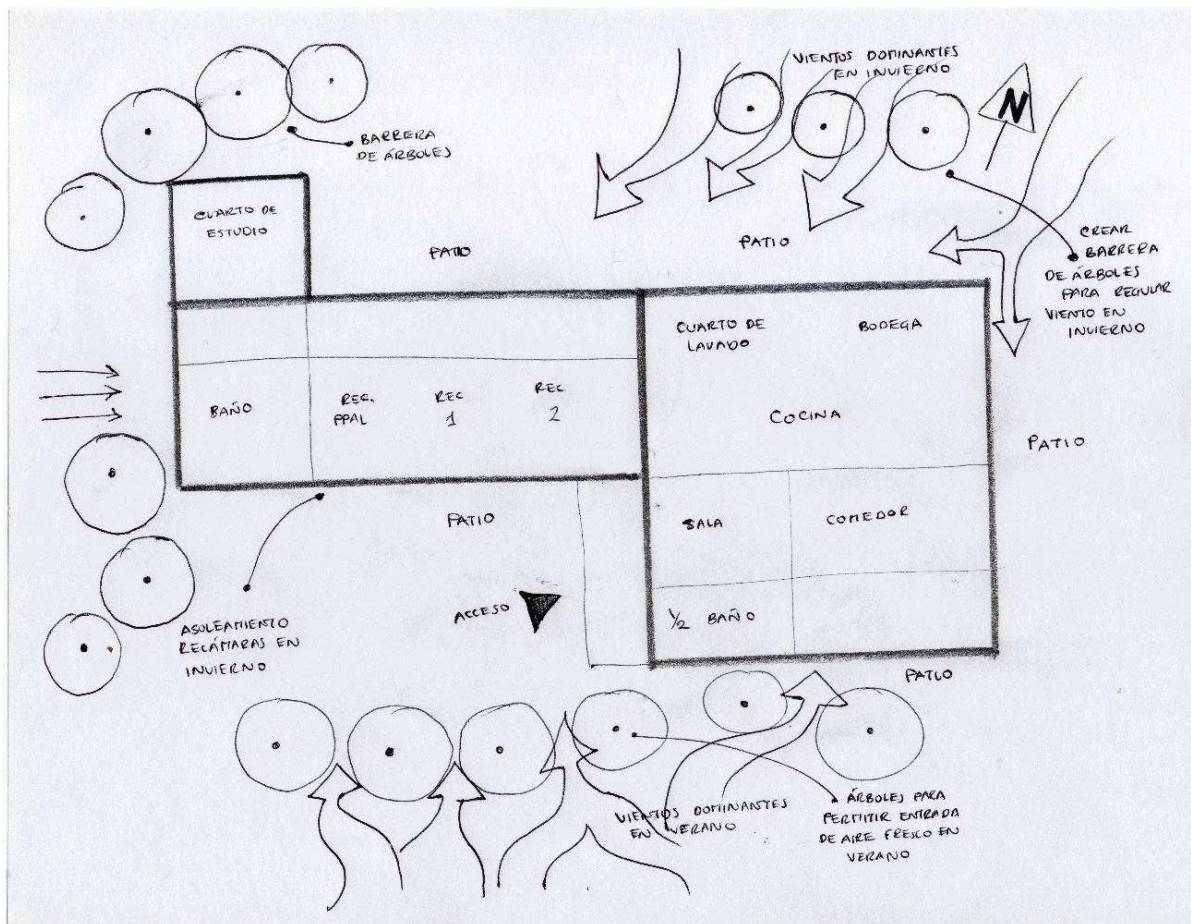 VIENTOS DOMINANTES
EN INVIERNO
N
BARRERA
DE ÁRBOLES
CUARTO DE
ESTUDIO
PATIO
PATIO
CREAR
BARRERA
DE ÁRBOLES
PARA REGULAR
VIENTO EN
INVIERNO
CUARTO DE
LAVADO
BODEGA
BAÑO
REC.
PPAL
REC
1
REC
2
COCINA
PATIO
PATIO
SALA
COMEDOR
ACCESO
1/2 BAÑO
ASOLEAMIENTO
RECÁMARAS EN
INVIERNO
PATIO
VIENTOS DOMINANTES
EN VERANO
ÁRBOLES PARA
PERMITIR ENTRADA
DE AIRE FRESCO EN
VERANO